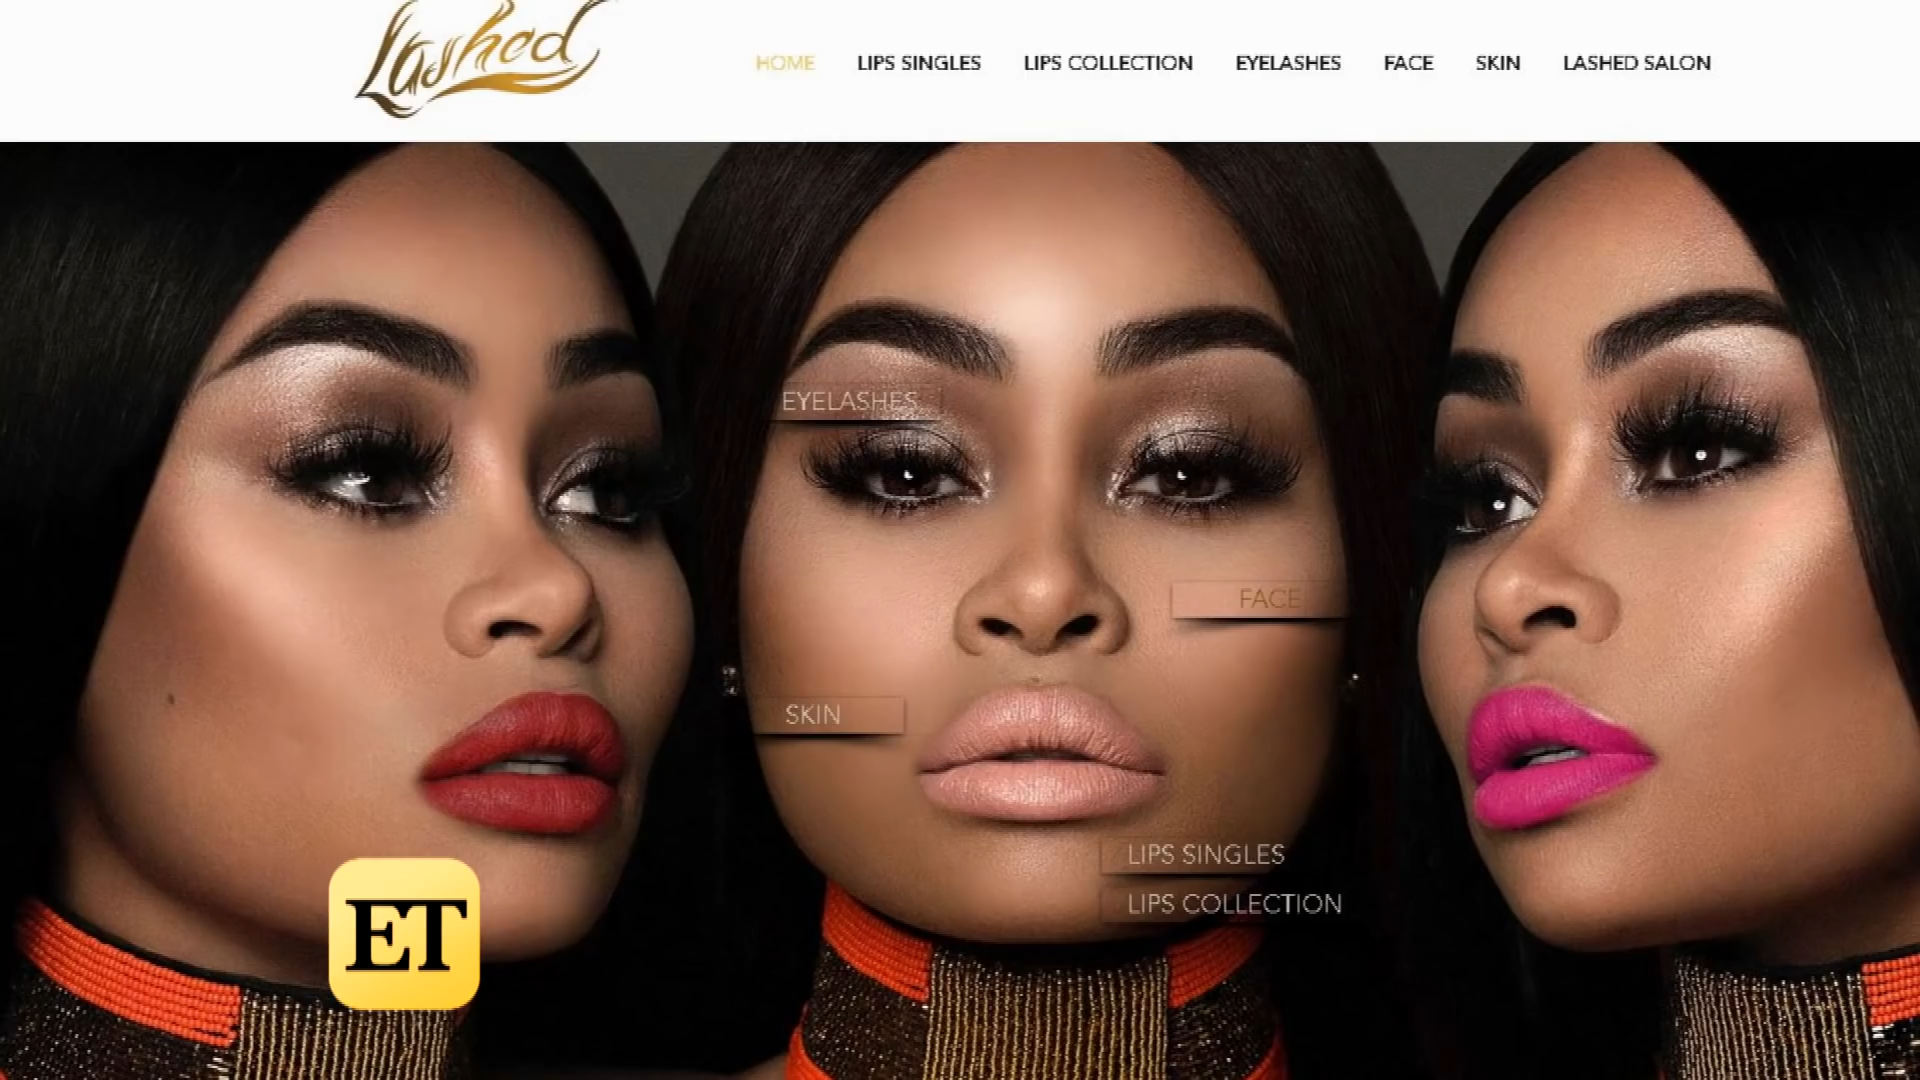 Lashed
HOME LIPS SINGLES LIPS COLLECTION EYELASHES FACE SKIN LASHED SALON
EYELASHES
FACE
SKIN
LIPS SINGLES
LIPS COLLECTION
ET